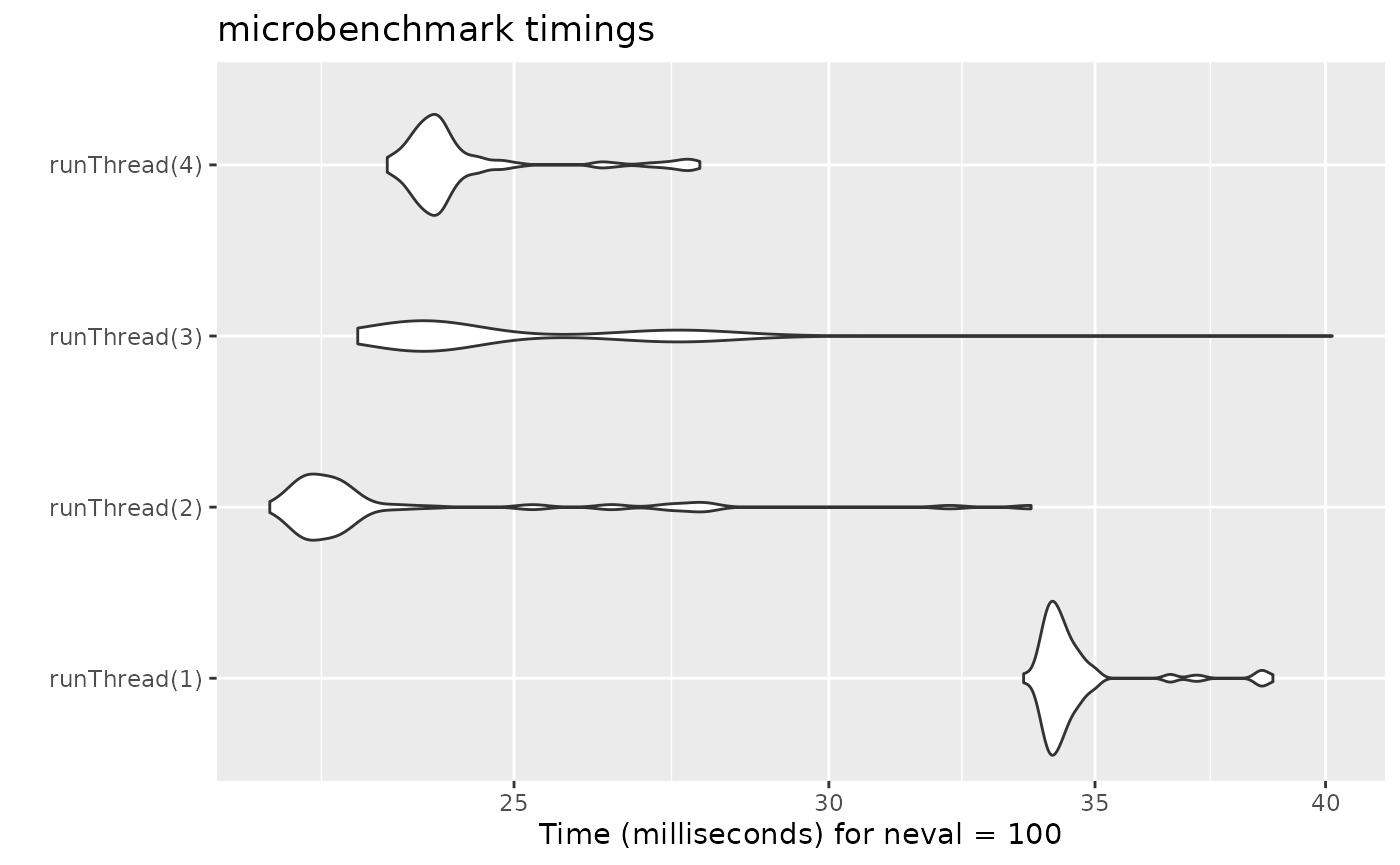 microbenchmark timings
runThread(4)
runThread(3)
runThread(2)
runThread(1)
25 30 35 40
Time (milliseconds) for neval = 100